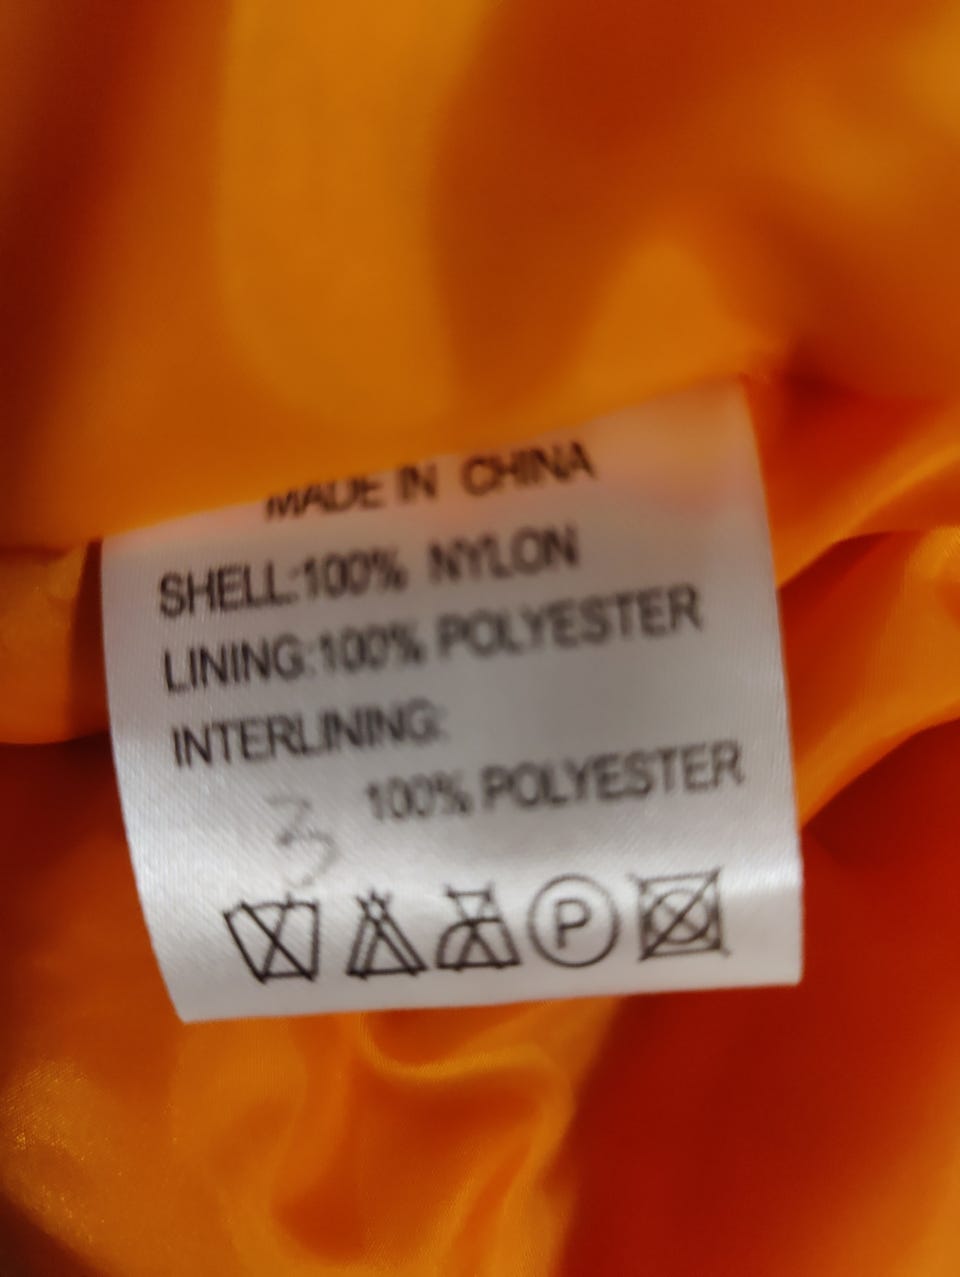 MADE IN CHINA
SHELL:100% NYLON
LINING:100% POLYESTER
INTERLINING:
100% POLYESTER
3
P